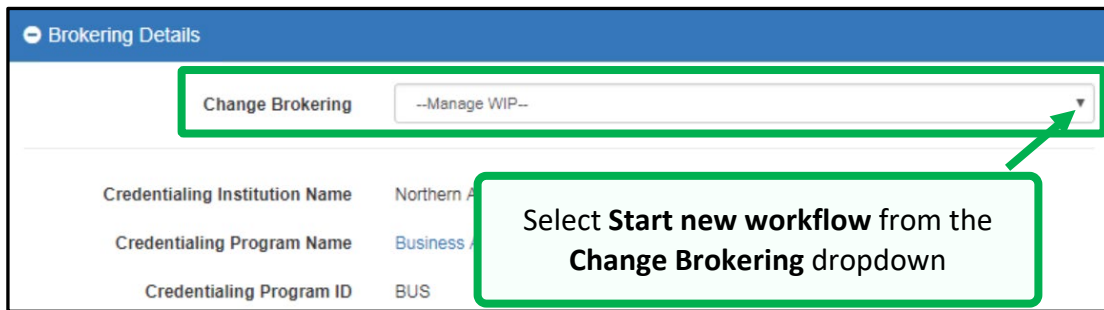 Brokering Details
Change Brokering --Manage WIP--
Credentialing Institution Name Northern
Credentialing Program Name Business
Credentialing Program ID BUS
Select Start new workflow from the
Change Brokering dropdown